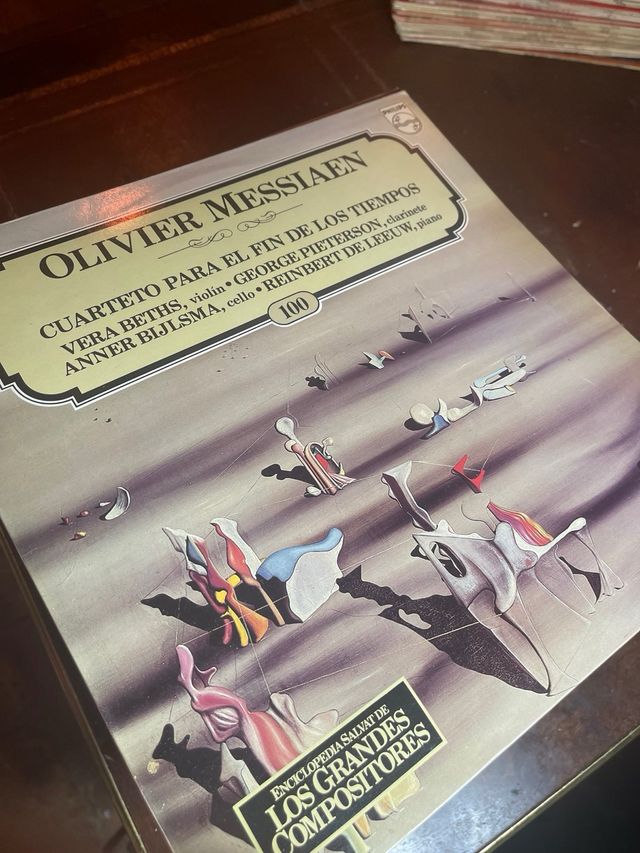 PHILIPS
OLIVIER MESSIAEN
CUARTETO PARA EL FIN DE LOS TIEMPOS
VERA BETHS, violín • GEORGE PIETERSON, clarinete
ANNER BIJLSMA, cello • REINBERT DE LEEUW, piano
100
ENCICLOPEDIA SALVAT DE
LOS GRANDES
COMPOSITORES